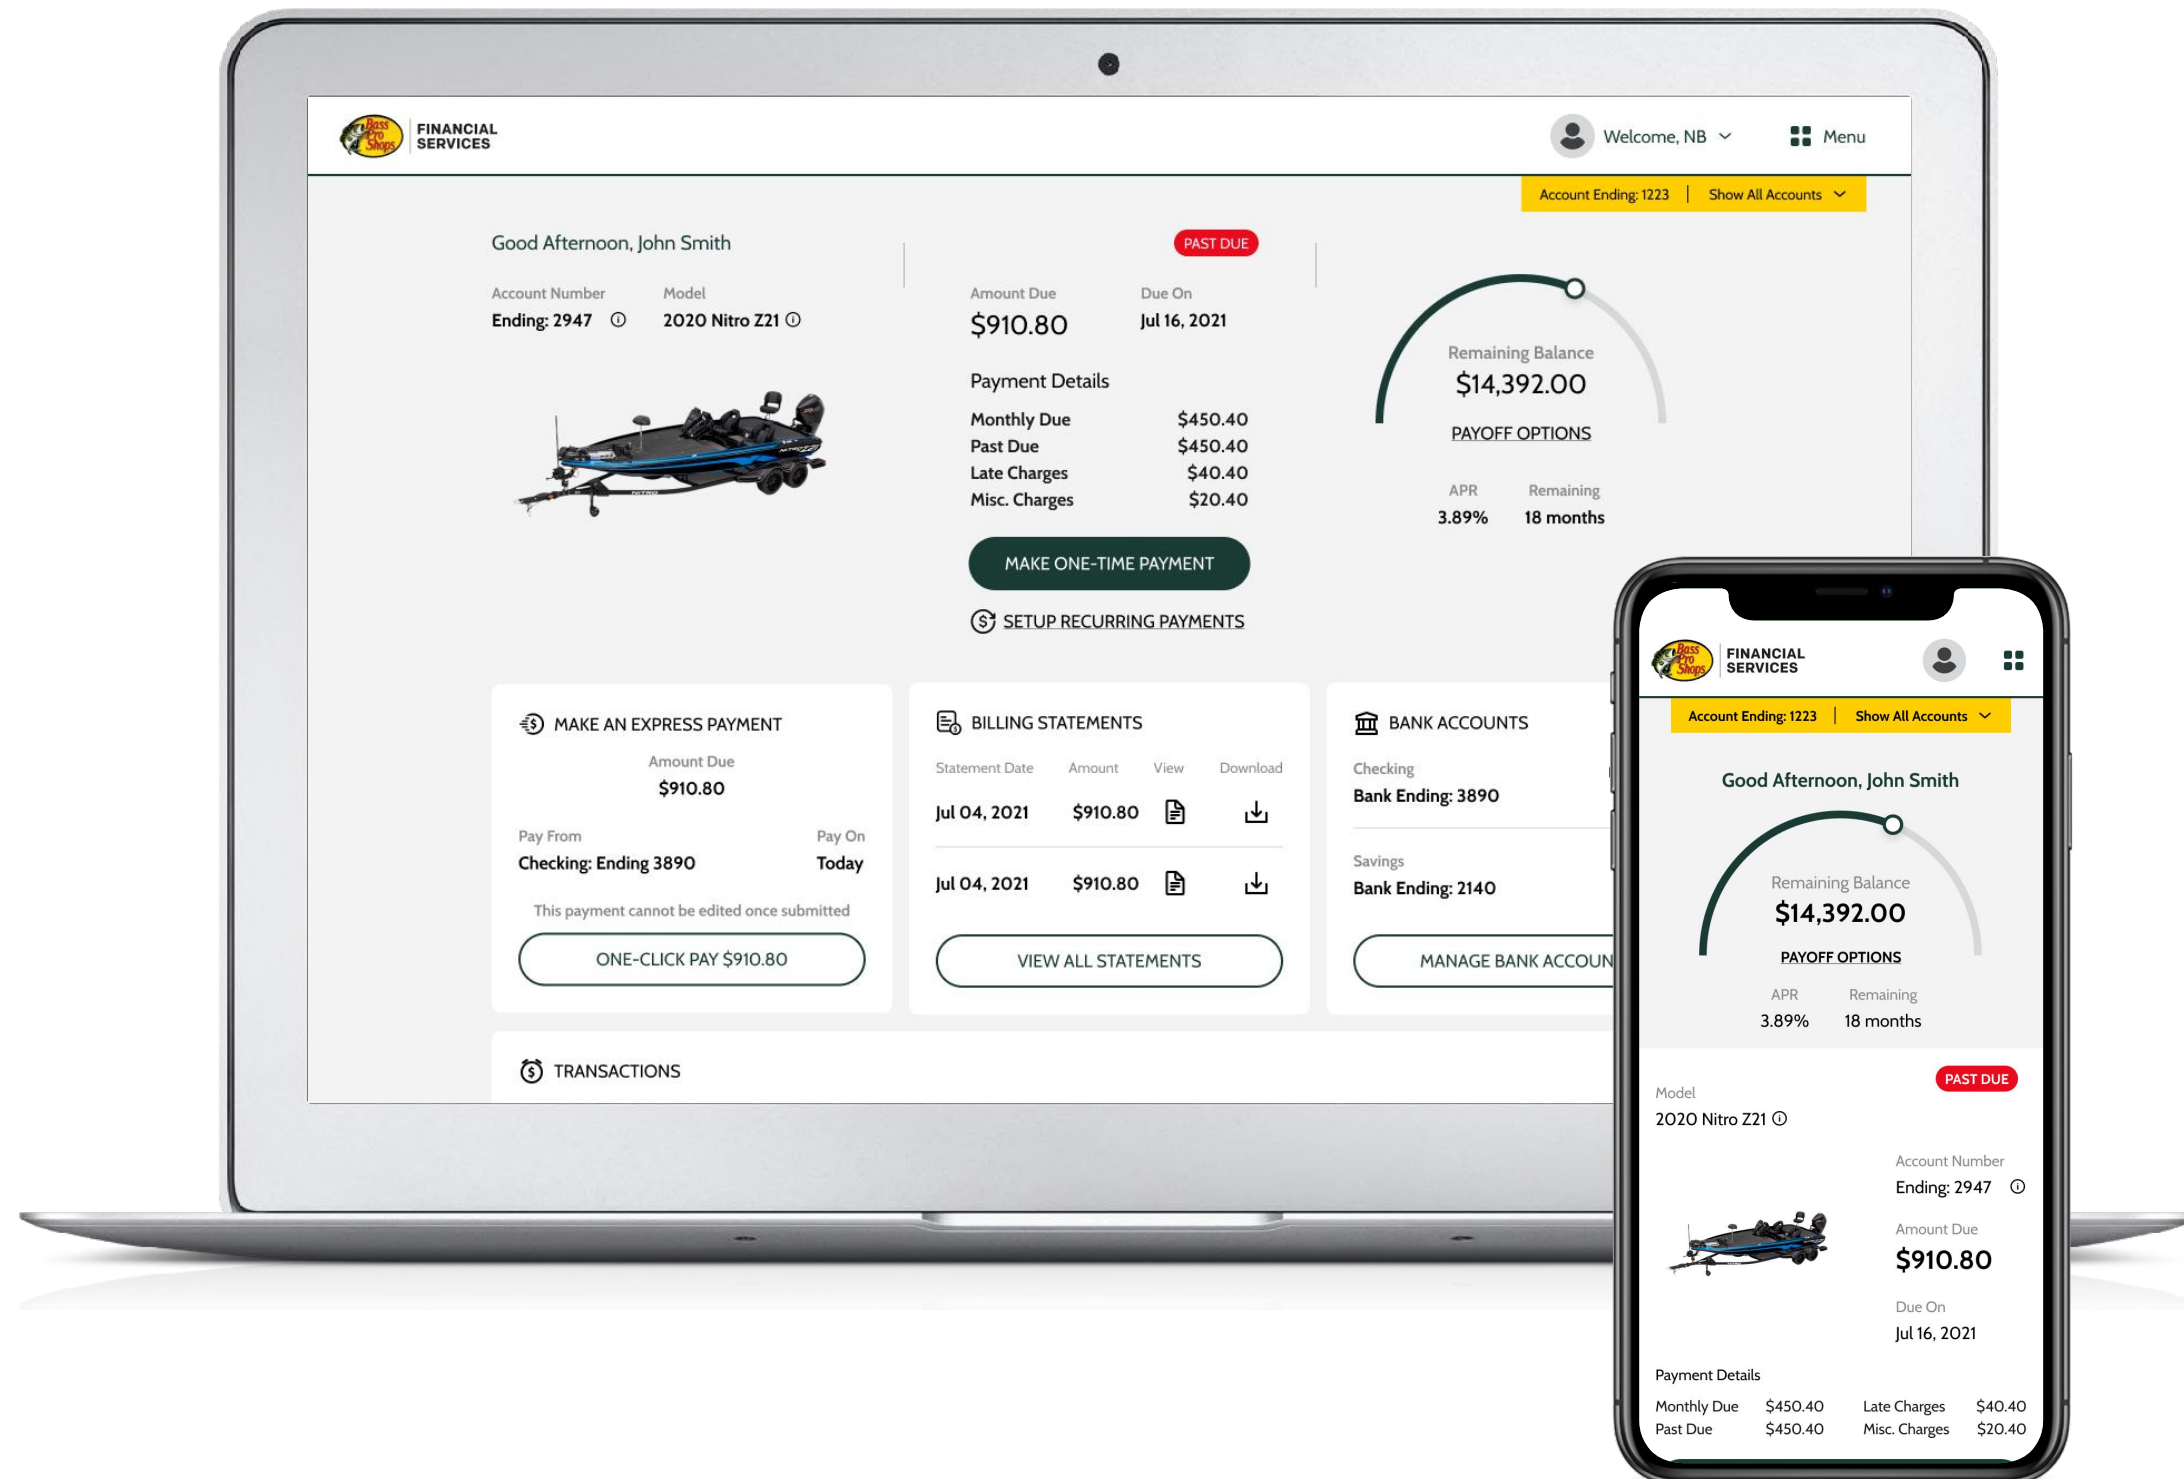 Bass
Pro
Shops
FINANCIAL
SERVICES
Welcome, NB
Menu
Account Ending: 1223 | Show All Accounts
Good Afternoon, John Smith
Account Number Model
Ending: 2947 2020 Nitro Z21
NITRO
PAST DUE
Amount Due Due On
$910.80 Jul 16, 2021
Payment Details
Monthly Due $450.40
Past Due $450.40
Late Charges $40.40
Misc. Charges $20.40
MAKE ONE-TIME PAYMENT
SETUP RECURRING PAYMENTS
Remaining Balance
$14,392.00
PAYOFF OPTIONS
APR Remaining
3.89% 18 months
MAKE AN EXPRESS PAYMENT
Amount Due
$910.80
Pay From Pay On
Checking: Ending 3890 Today
This payment cannot be edited once submitted
ONE-CLICK PAY $910.80
BILLING STATEMENTS
Statement Date Amount View Download
Jul 04, 2021 $910.80
Jul 04, 2021 $910.80
VIEW ALL STATEMENTS
BANK ACCOUNTS
Checking
Bank Ending: 3890
Savings
Bank Ending: 2140
MANAGE BANK ACCOUN
TRANSACTIONS
Bass
Pro
Shops
FINANCIAL
SERVICES
Account Ending: 1223 | Show All Accounts
Good Afternoon, John Smith
Remaining Balance
$14,392.00
PAYOFF OPTIONS
APR Remaining
3.89% 18 months
PAST DUE
Model
2020 Nitro Z21
Account Number
Ending: 2947
Amount Due
$910.80
Due On
Jul 16, 2021
Payment Details
Monthly Due $450.40 Late Charges $40.40
Past Due $450.40 Misc. Charges $20.40